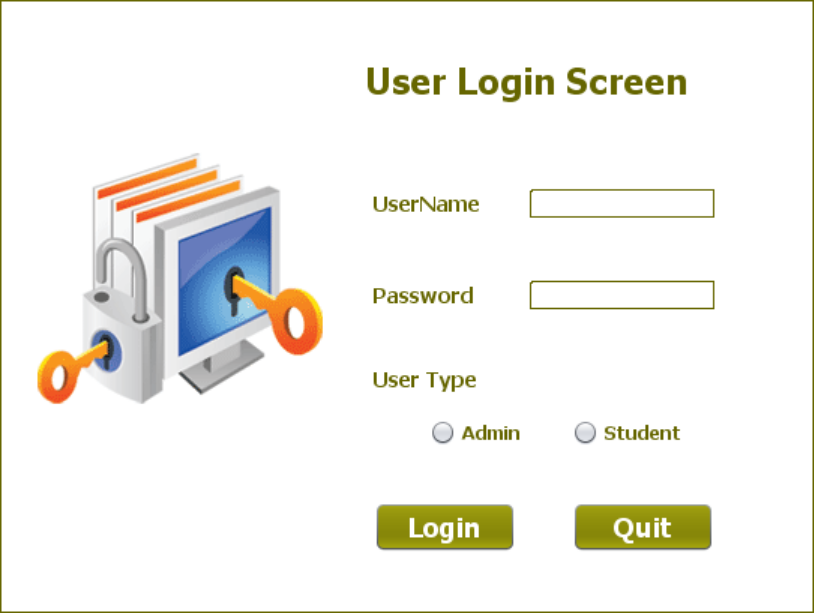 User Login Screen
UserName
Password
User Type
Admin Student
Login Quit